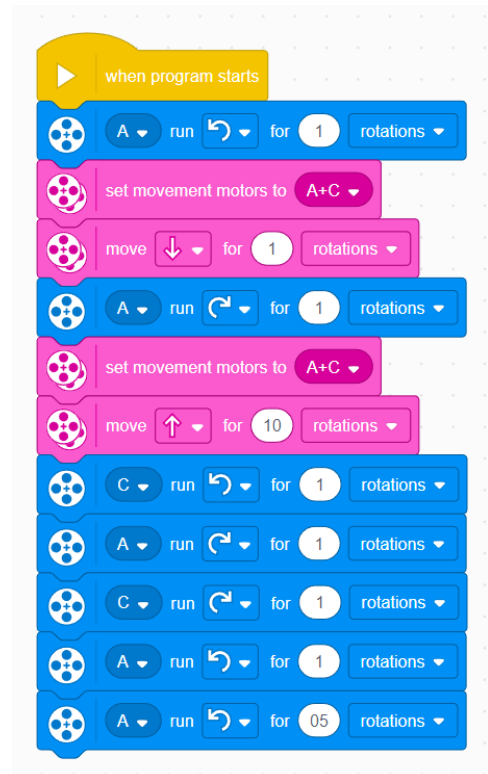 when program starts
A run for 1 rotations
set movement motors to A+C
move for 1 rotations
A run for 1 rotations
set movement motors to A+C
move for 10 rotations
C run for 1 rotations
A run for 1 rotations
C run for 1 rotations
A run for 1 rotations
A run for 05 rotations